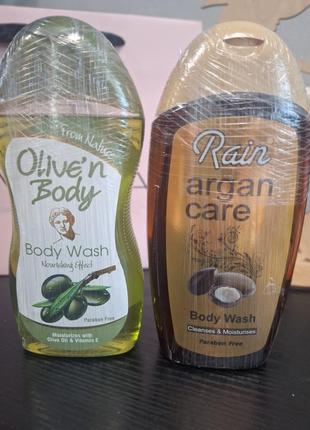 From Nature
Olive'n
Body
Body Wash
Nourishing Effect
Paraben Free
Moisturizes with
Olive Oil & Vitamin E
Rain
argan
care
Body Wash
Cleanses & Moisturises
Paraben Free